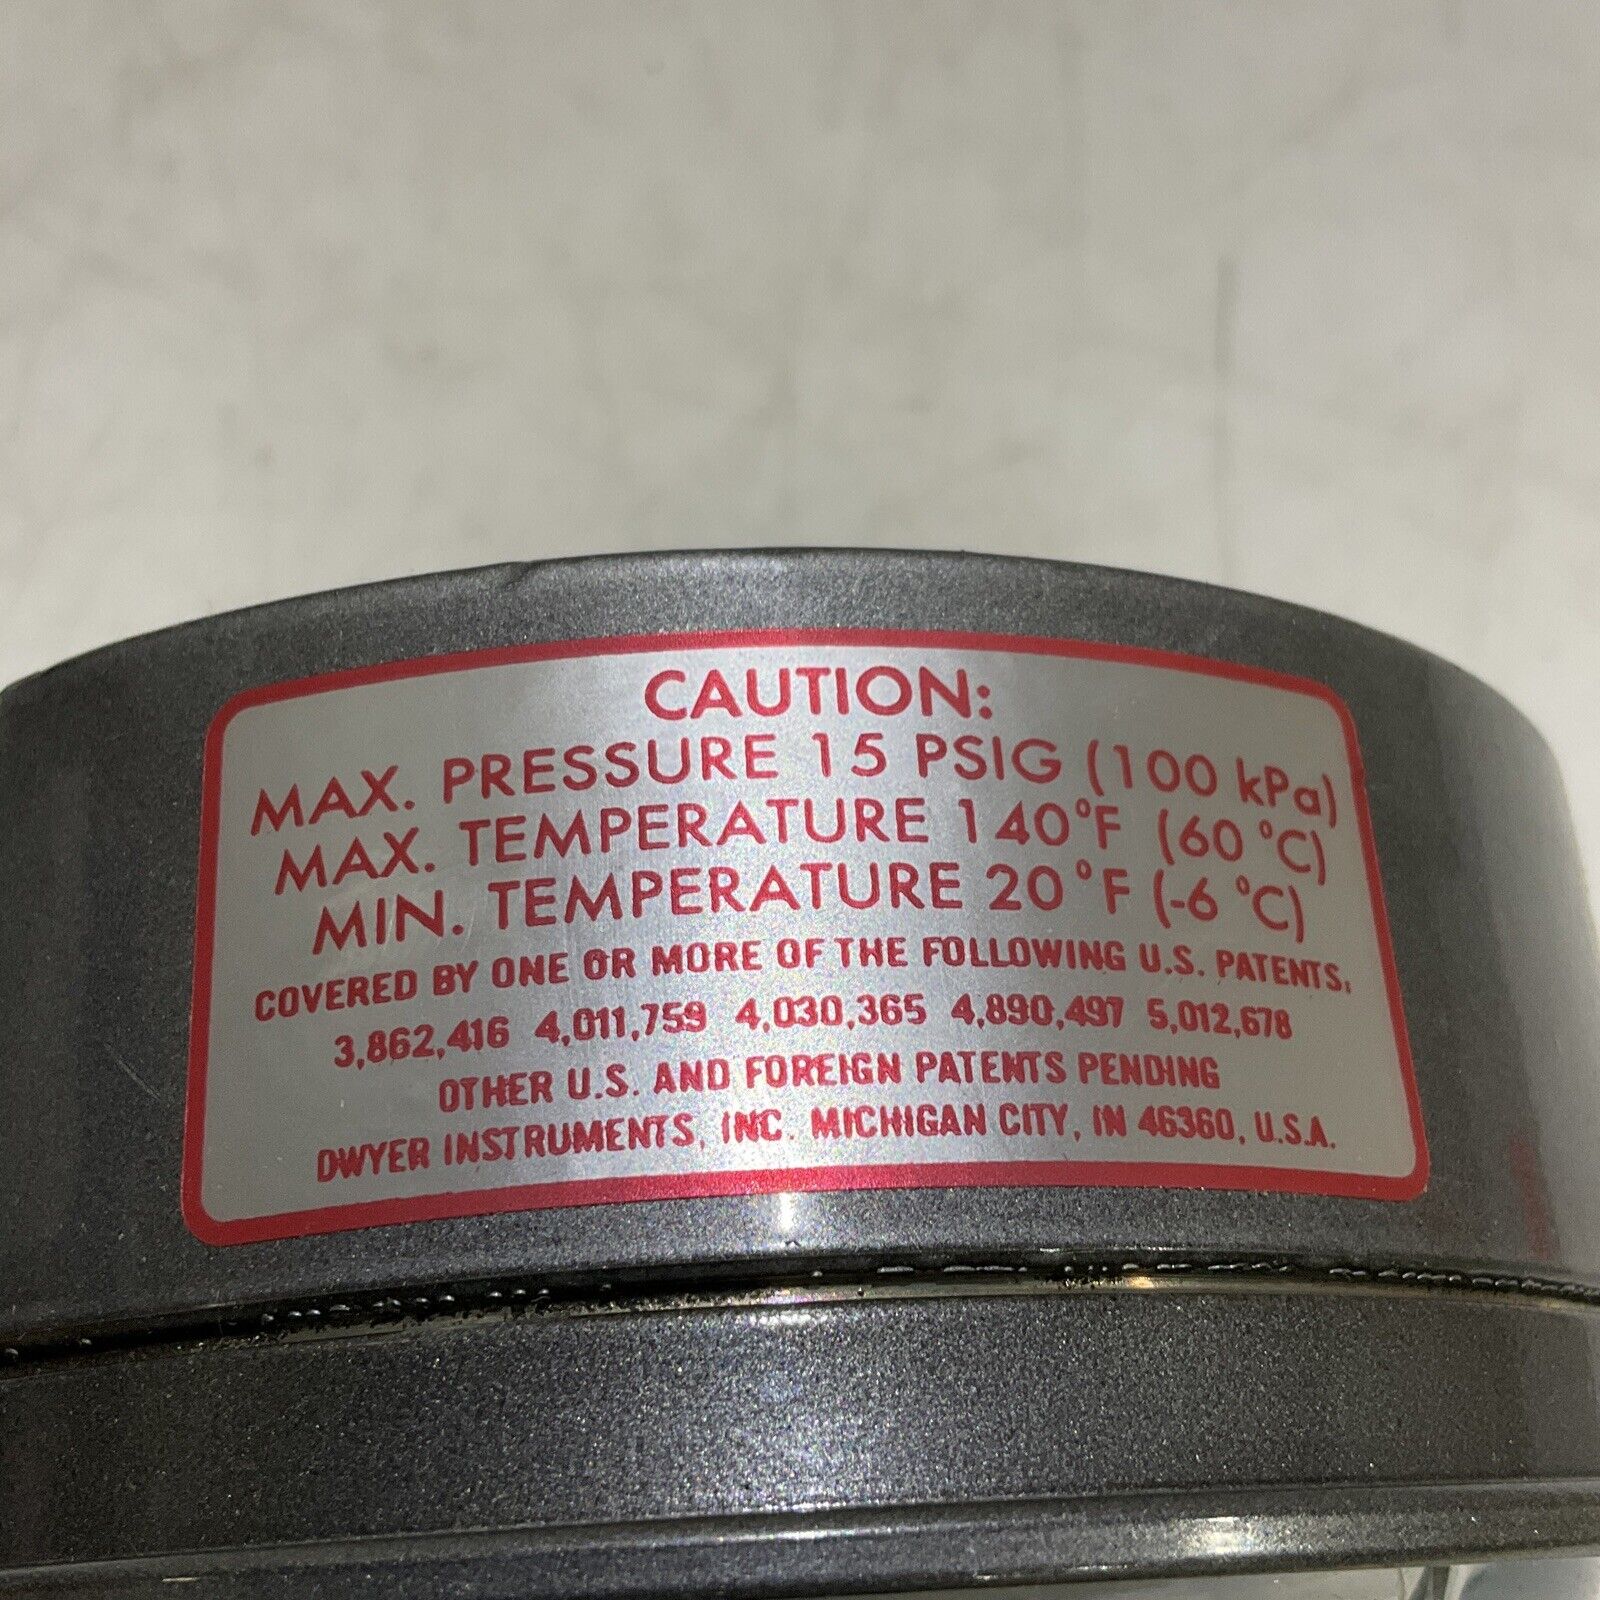 CAUTION:
MAX. PRESSURE 15 PSIG (100 kPa)
MAX. TEMPERATURE 140°F (60 °C)
MIN. TEMPERATURE 20°F (-6 °C)
COVERED BY ONE OR MORE OF THE FOLLOWING U.S. PATENTS:
3,862,416 4,011,759 4,030,365 4,890,497 5,012,678
OTHER U.S. AND FOREIGN PATENTS PENDING
DWYER INSTRUMENTS, INC. MICHIGAN CITY, IN 46360, U.S.A.